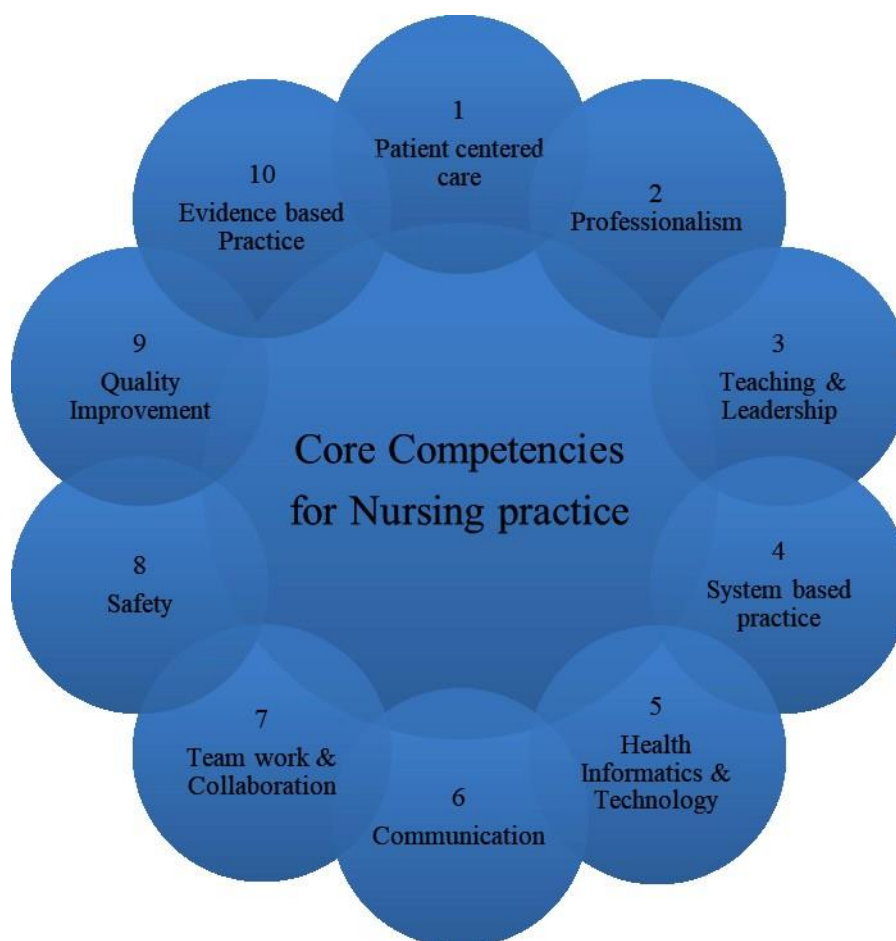 1
Patient centered
care
2
Professionalism
3
Teaching &
Leadership
4
System based
practice
5
Health
Informatics &
Technology
6
Communication
7
Team work &
Collaboration
8
Safety
9
Quality
Improvement
10
Evidence based
Practice
Core Competencies
for Nursing practice